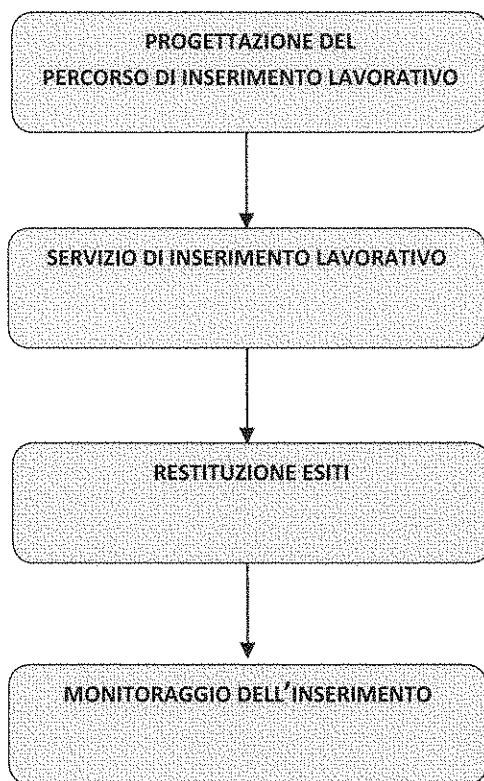 PROGETTAZIONE DEL
PERCORSO DI INSERIMENTO LAVORATIVO
SERVIZIO DI INSERIMENTO LAVORATIVO
RESTITUZIONE ESITI
MONITORAGGIO DELL'INSERIMENTO